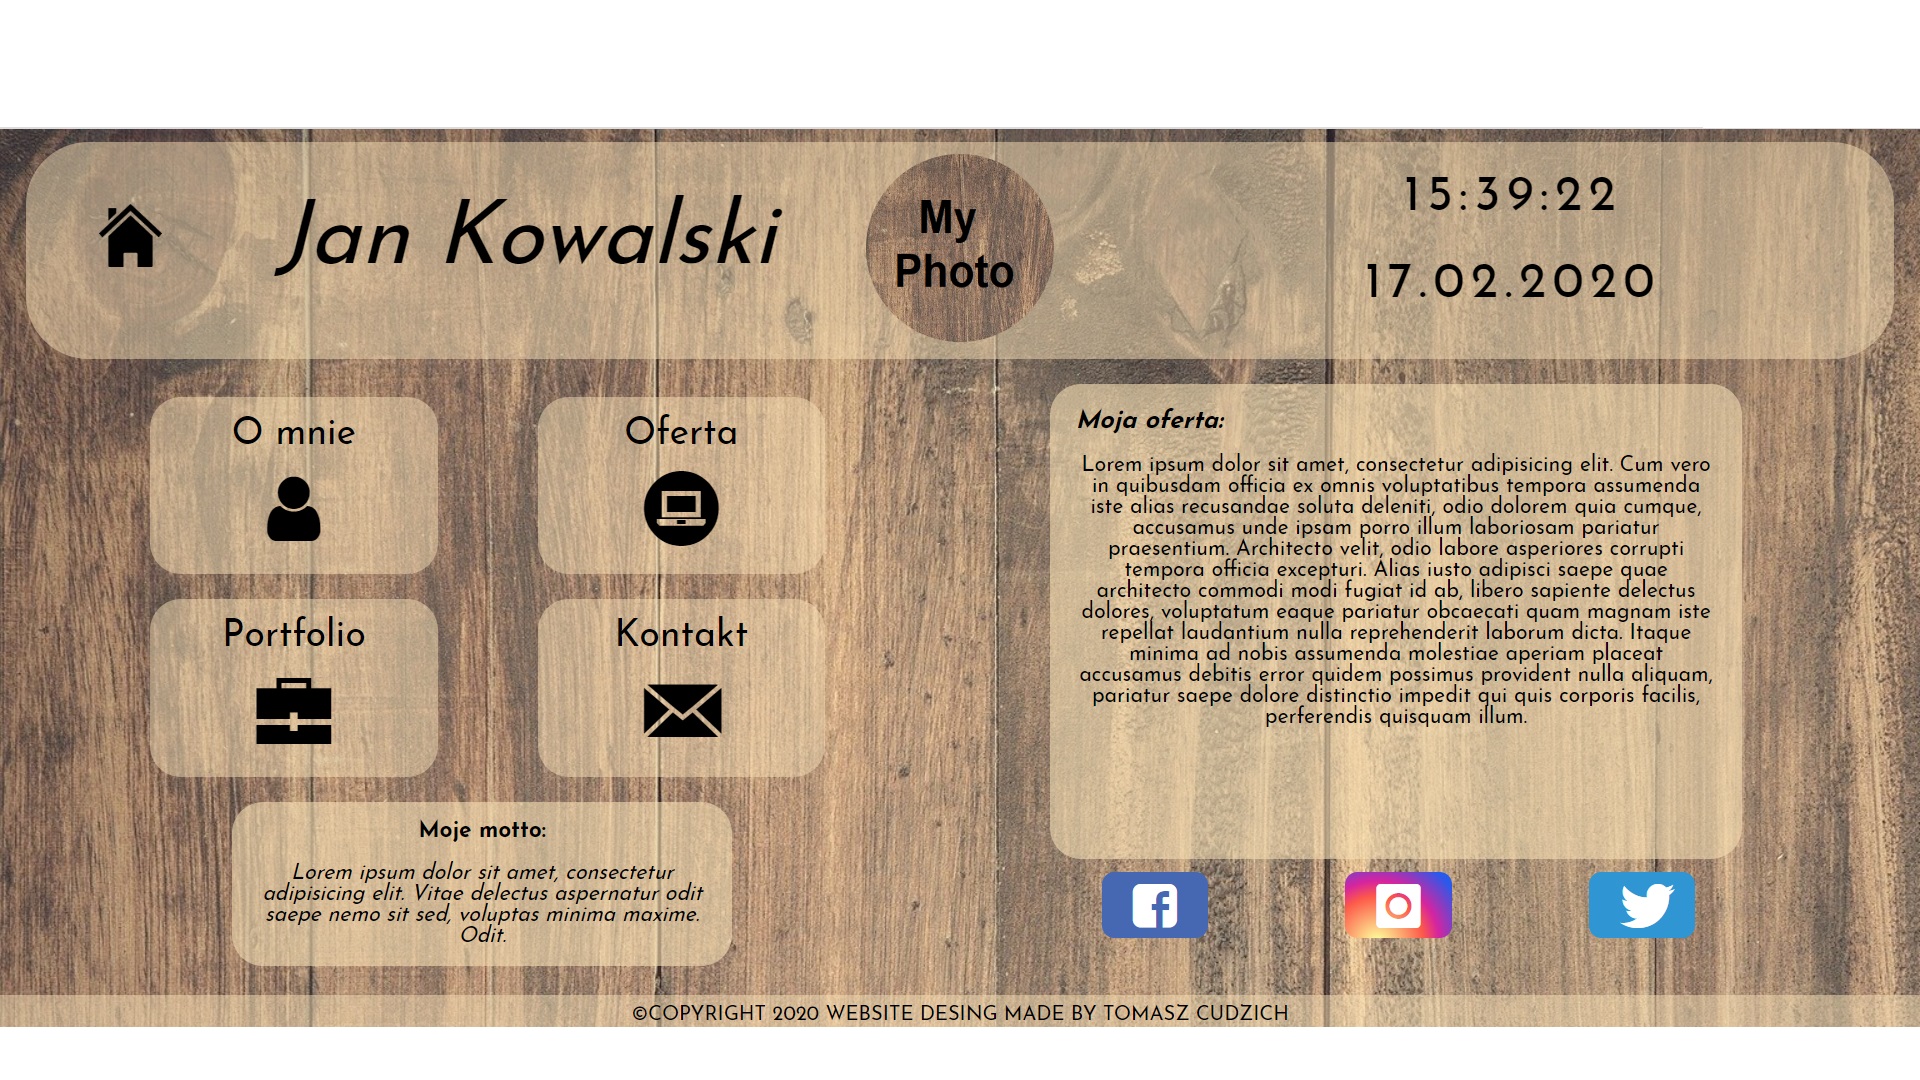 Jan Kowalski
My
Photo
15:39:22
17.02.2020
O mnie
Oferta
Portfolio
Kontakt
Moje motto:
Lorem ipsum dolor sit amet, consectetur
adipisicing elit. Vitae delectus aspernatur odit
saepe nemo sit sed, voluptas minima maxime.
Odit.
Moja oferta:
Lorem ipsum dolor sit amet, consectetur adipisicing elit. Cum vero
in quibusdam officia ex omnis voluptatibus tempora assumenda
iste alias recusandae soluta deleniti, odio dolorem quia cumque,
accusamus unde ipsam porro illum laboriosam pariatur
praesentium. Architecto velit, odio labore asperiores corrupti
tempora officia excepturi. Alias iusto adipisci saepe quae
architecto commodi modi fugiat id ab, libero sapiente delectus
dolores, voluptatum eaque pariatur obcaecati quam magnam iste
repellat laudantium nulla reprehenderit laborum dicta. Itaque
minima ad nobis assumenda molestiae aperiam placeat
accusamus debitis error quidem possimus provident nulla aliquam,
pariatur saepe dolore distinctio impedit qui quis corporis facilis,
perferendis quisquam illum.
©COPYRIGHT 2020 WEBSITE DESING MADE BY TOMASZ CUDZICH